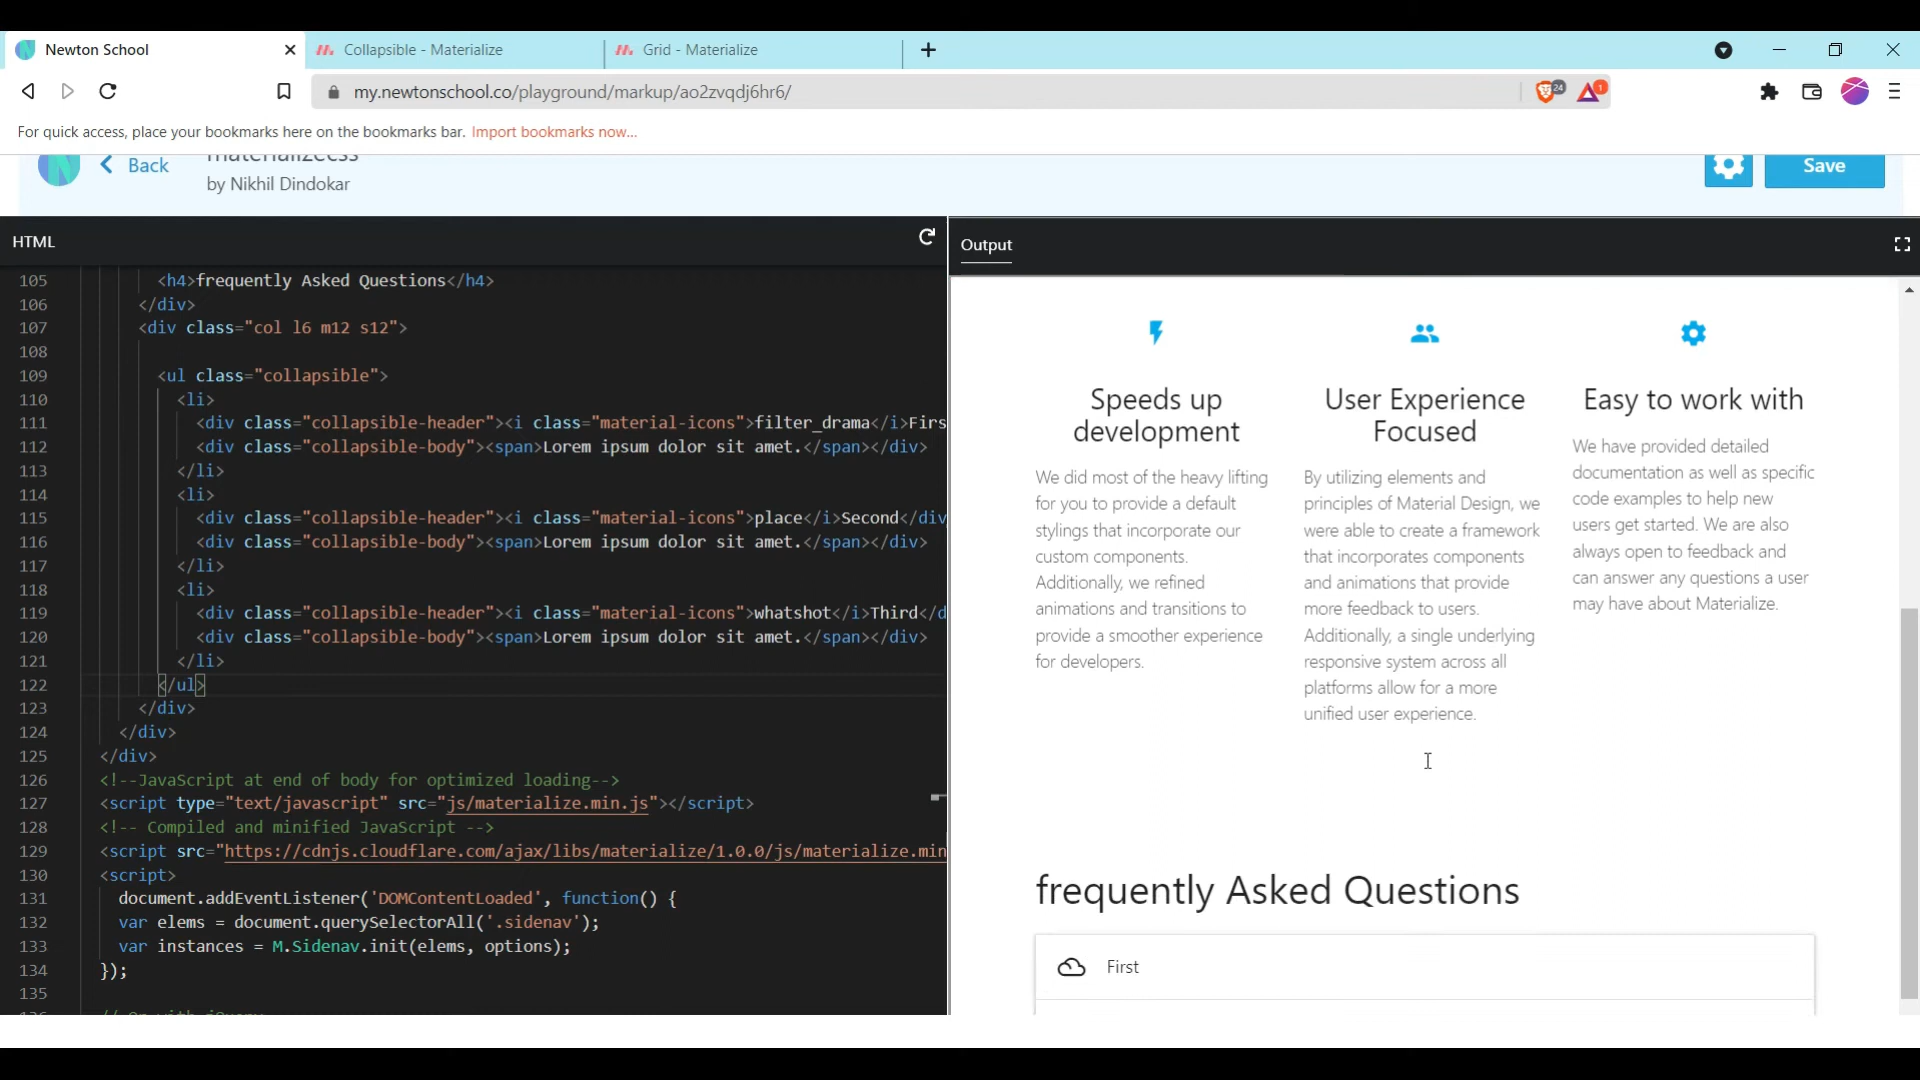 Newton School
Collapsible - Materialize
Grid - Materialize
my.newtonschool.co/playground/markup/ao2zvqdj6hr6/
24
1
For quick access, place your bookmarks here on the bookmarks bar. Import bookmarks now...
Back
materializecss
by Nikhil Dindokar
Save
HTML
105 <h4>frequently Asked Questions</h4>
106 </div>
107 <div class="col l6 m12 s12">
108
109 <ul class="collapsible">
110 <li>
111 <div class="collapsible-header"><i class="material-icons">filter_drama</i>Firs
112 <div class="collapsible-body"><span>Lorem ipsum dolor sit amet.</span></div>
113 </li>
114 <li>
115 <div class="collapsible-header"><i class="material-icons">place</i>Second</div
116 <div class="collapsible-body"><span>Lorem ipsum dolor sit amet.</span></div>
117 </li>
118 <li>
119 <div class="collapsible-header"><i class="material-icons">whatshot</i>Third</d
120 <div class="collapsible-body"><span>Lorem ipsum dolor sit amet.</span></div>
121 </li>
122 </ul>
123 </div>
124 </div>
125 </div>
126 <!--JavaScript at end of body for optimized loading-->
127 <script type="text/javascript" src="js/materialize.min.js"></script>
128 <!-- Compiled and minified JavaScript -->
129 <script src="https://cdnjs.cloudflare.com/ajax/libs/materialize/1.0.0/js/materialize.min
130 <script>
131 document.addEventListener('DOMContentLoaded', function() {
132 var elems = document.querySelectorAll('.sidenav');
133 var instances = M.Sidenav.init(elems, options);
134 });
135
Output
Speeds up
development
We did most of the heavy lifting
for you to provide a default
stylings that incorporate our
custom components.
Additionally, we refined
animations and transitions to
provide a smoother experience
for developers.
User Experience
Focused
By utilizing elements and
principles of Material Design, we
were able to create a framework
that incorporates components
and animations that provide
more feedback to users.
Additionally, a single underlying
responsive system across all
platforms allow for a more
unified user experience.
Easy to work with
We have provided detailed
documentation as well as specific
code examples to help new
users get started. We are also
always open to feedback and
can answer any questions a user
may have about Materialize.
frequently Asked Questions
First